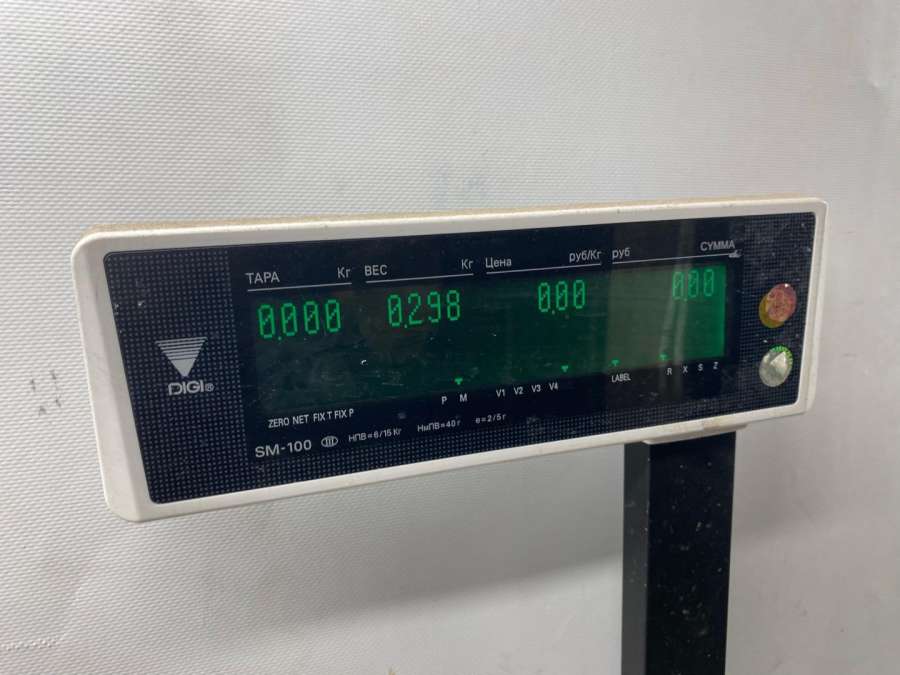 ТАРА Кг ВЕС Кг Цена руб/Кг руб СУММА
0.000 0.298 0.00 0.00
DIGI®
P M V1 V2 V3 V4 LABEL R X S Z
ZERO NET FIX T FIX P
SM-100 III НПВ=6/15 Кг НмПВ=40 г e=2/5 г